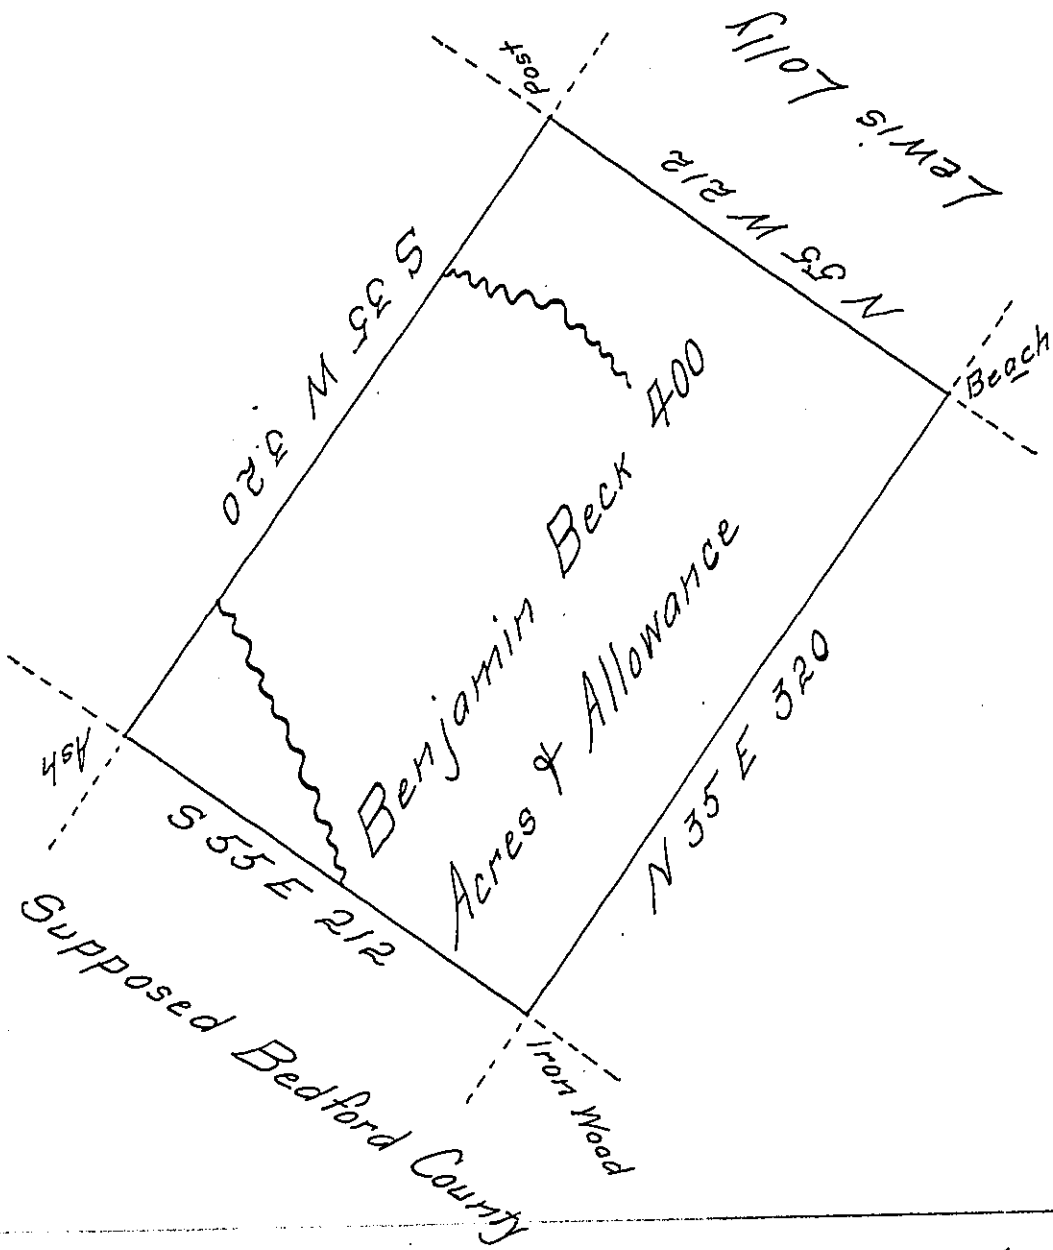 Lewis Lolly
Post
N 55 W 212
S 35 W 320
Beach
Benjamin Beck 400
Acres & Allowance
N 35 E 320
Ash
S 55 E 212
Iron Wood
Supposed Bedford County